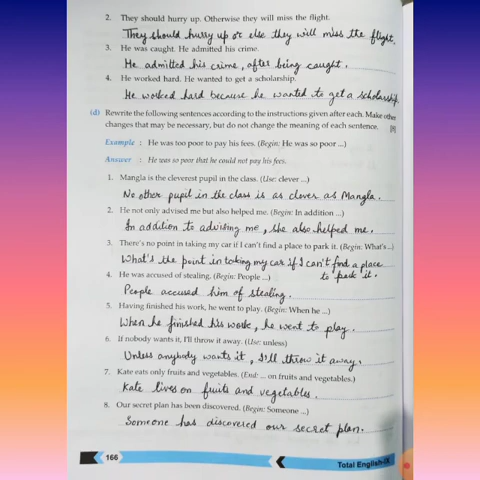 2. They should hurry up. Otherwise they will miss the flight.
They should hurry up or else they will miss the flight.
3. He was caught. He admitted his crime.
He admitted his crime, after being caught.
4. He worked hard. He wanted to get a scholarship.
He worked hard because he wanted to get a scholarship.
(d) Rewrite the following sentences according to the instructions given after each. Make other
changes that may be necessary, but do not change the meaning of each sentence. [8]
Example : He was too poor to pay his fees. (Begin: He was so poor ...)
Answer : He was so poor that he could not pay his fees.
1. Mangla is the cleverest pupil in the class. (Use: clever ...)
No other pupil in the class is as clever as Mangla.
2. He not only advised me but also helped me. (Begin: In addition ...)
In addition to advising me, he also helped me.
3. There's no point in taking my car if I can't find a place to park it. (Begin: What's ...)
What's the point in taking my car if I can't find a place
to park it.
4. He was accused of stealing. (Begin: People ...)
People accused him of stealing.
5. Having finished his work, he went to play. (Begin: When he ...)
When he finished his work, he went to play.
6. If nobody wants it, I'll throw it away. (Use: unless)
Unless anybody wants it, I'll throw it away.
7. Kate eats only fruits and vegetables. (End: ... on fruits and vegetables.)
Kate lives on fruits and vegetables.
8. Our secret plan has been discovered. (Begin: Someone ...)
Someone has discovered our secret plan.
166
Total English-IX